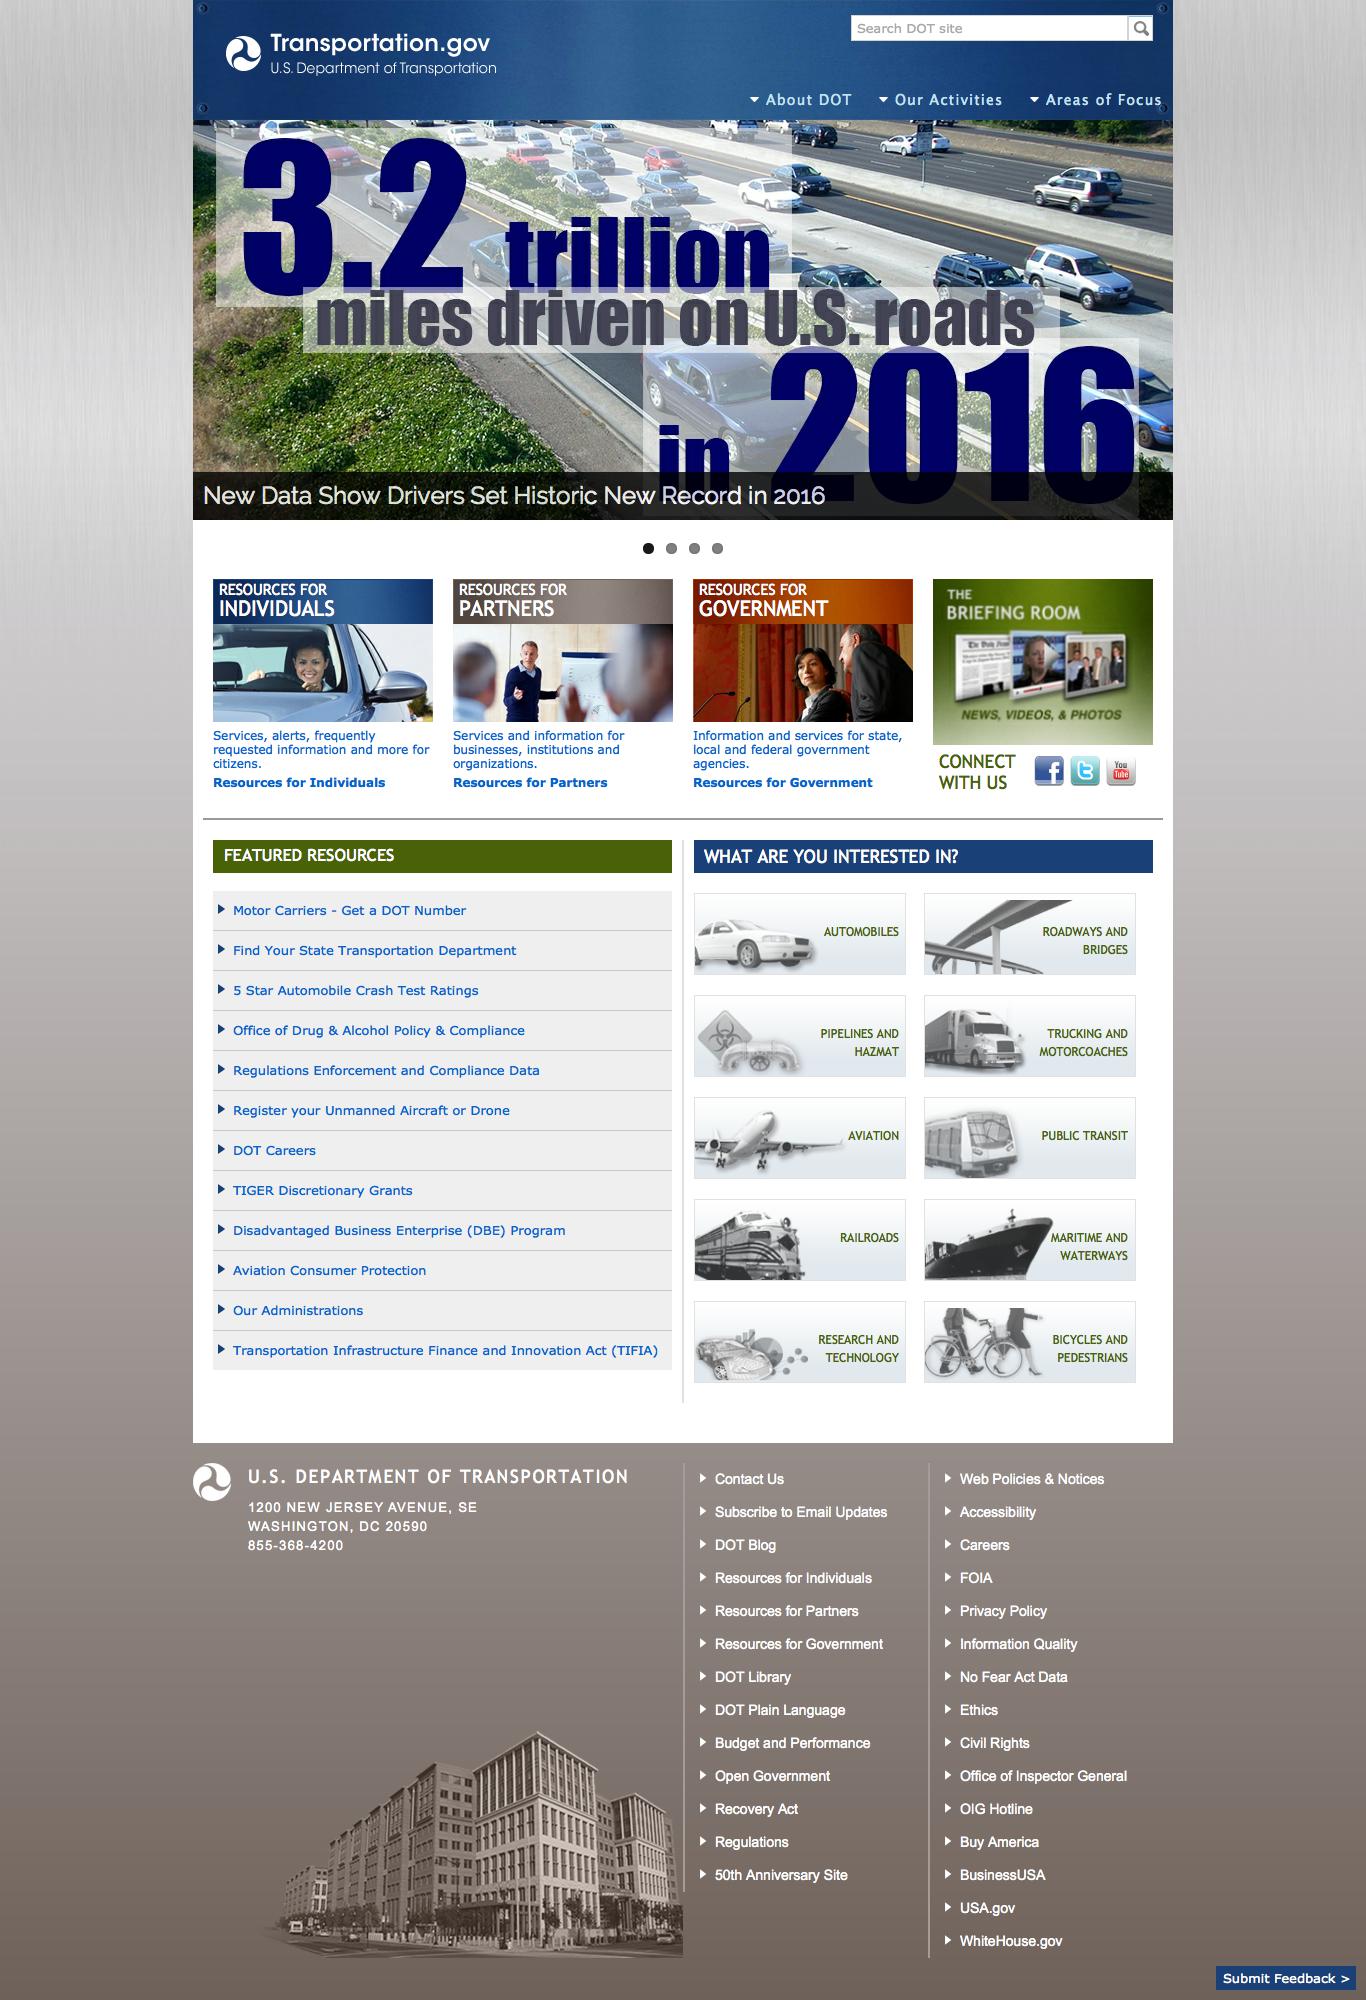 Transportation.gov
U.S. Department of Transportation
Search DOT site
About DOT
Our Activities
Areas of Focus
3.2 trillion
miles driven on U.S. roads
in 2016
New Data Show Drivers Set Historic New Record in 2016
RESOURCES FOR
INDIVIDUALS
Services, alerts, frequently
requested information and more for
citizens.
Resources for Individuals
RESOURCES FOR
PARTNERS
Services and information for
businesses, institutions and
organizations.
Resources for Partners
RESOURCES FOR
GOVERNMENT
Information and services for state,
local and federal government
agencies.
Resources for Government
THE
BRIEFING ROOM
NEWS, VIDEOS, & PHOTOS
CONNECT
WITH US
You
Tube
FEATURED RESOURCES
Motor Carriers - Get a DOT Number
Find Your State Transportation Department
5 Star Automobile Crash Test Ratings
Office of Drug & Alcohol Policy & Compliance
Regulations Enforcement and Compliance Data
Register your Unmanned Aircraft or Drone
DOT Careers
TIGER Discretionary Grants
Disadvantaged Business Enterprise (DBE) Program
Aviation Consumer Protection
Our Administrations
Transportation Infrastructure Finance and Innovation Act (TIFIA)
WHAT ARE YOU INTERESTED IN?
AUTOMOBILES
ROADWAYS AND
BRIDGES
PIPELINES AND
HAZMAT
TRUCKING AND
MOTORCOACHES
AVIATION
PUBLIC TRANSIT
RAILROADS
MARITIME AND
WATERWAYS
RESEARCH AND
TECHNOLOGY
BICYCLES AND
PEDESTRIANS
U.S. DEPARTMENT OF TRANSPORTATION
1200 NEW JERSEY AVENUE, SE
WASHINGTON, DC 20590
855-368-4200
Contact Us
Subscribe to Email Updates
DOT Blog
Resources for Individuals
Resources for Partners
Resources for Government
DOT Library
DOT Plain Language
Budget and Performance
Open Government
Recovery Act
Regulations
50th Anniversary Site
Web Policies & Notices
Accessibility
Careers
FOIA
Privacy Policy
Information Quality
No Fear Act Data
Ethics
Civil Rights
Office of Inspector General
OIG Hotline
Buy America
BusinessUSA
USA.gov
WhiteHouse.gov
Submit Feedback >